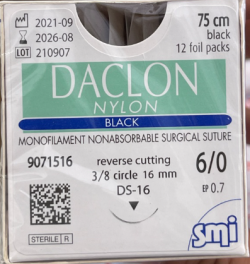 2021-09
75 cm
2026-08
black
LOT 210907
12 foil packs
DACLON
NYLON
BLACK
MONOFILAMENT NONABSORBABLE SURGICAL SUTURE
9071516
reverse cutting
6/0
3/8 circle 16 mm
DS-16
EP 0.7
STERILE R
smi